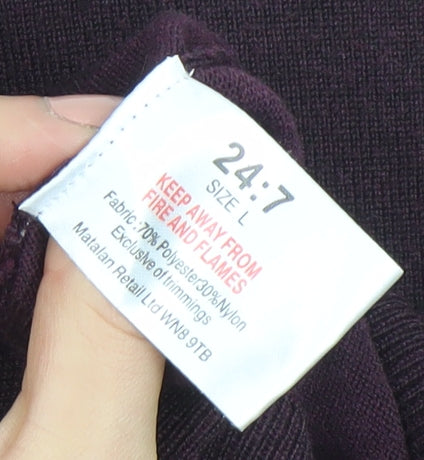 24:7
SIZE L
KEEP AWAY FROM
FIRE AND FLAMES
Fabric :70% Polyester30%Nylon
Exclusive of trimmings
Matalan Retail Ltd WN8 9TB